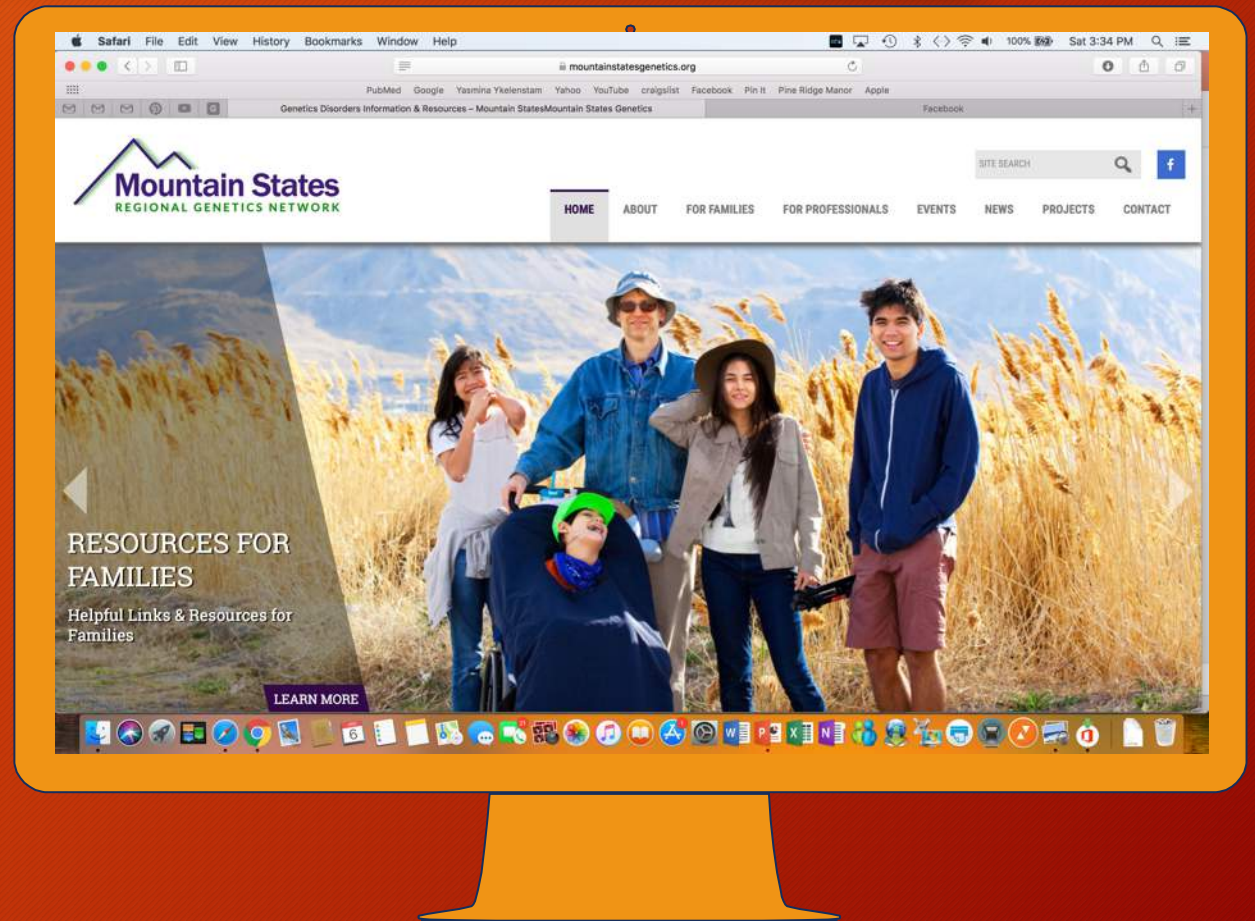 Safari File Edit View History Bookmarks Window Help
100%
Sat 3:34 PM
mountainstatesgenetics.org
PubMed Google Yasmina Ykelenstam Yahoo YouTube craigslist Facebook Pin It Pine Ridge Manor Apple
Genetics Disorders Information & Resources – Mountain StatesMountain States Genetics
Facebook
Mountain States
REGIONAL GENETICS NETWORK
SITE SEARCH
f
HOME ABOUT FOR FAMILIES FOR PROFESSIONALS EVENTS NEWS PROJECTS CONTACT
RESOURCES FOR
FAMILIES
Helpful Links & Resources for
Families
LEARN MORE
6